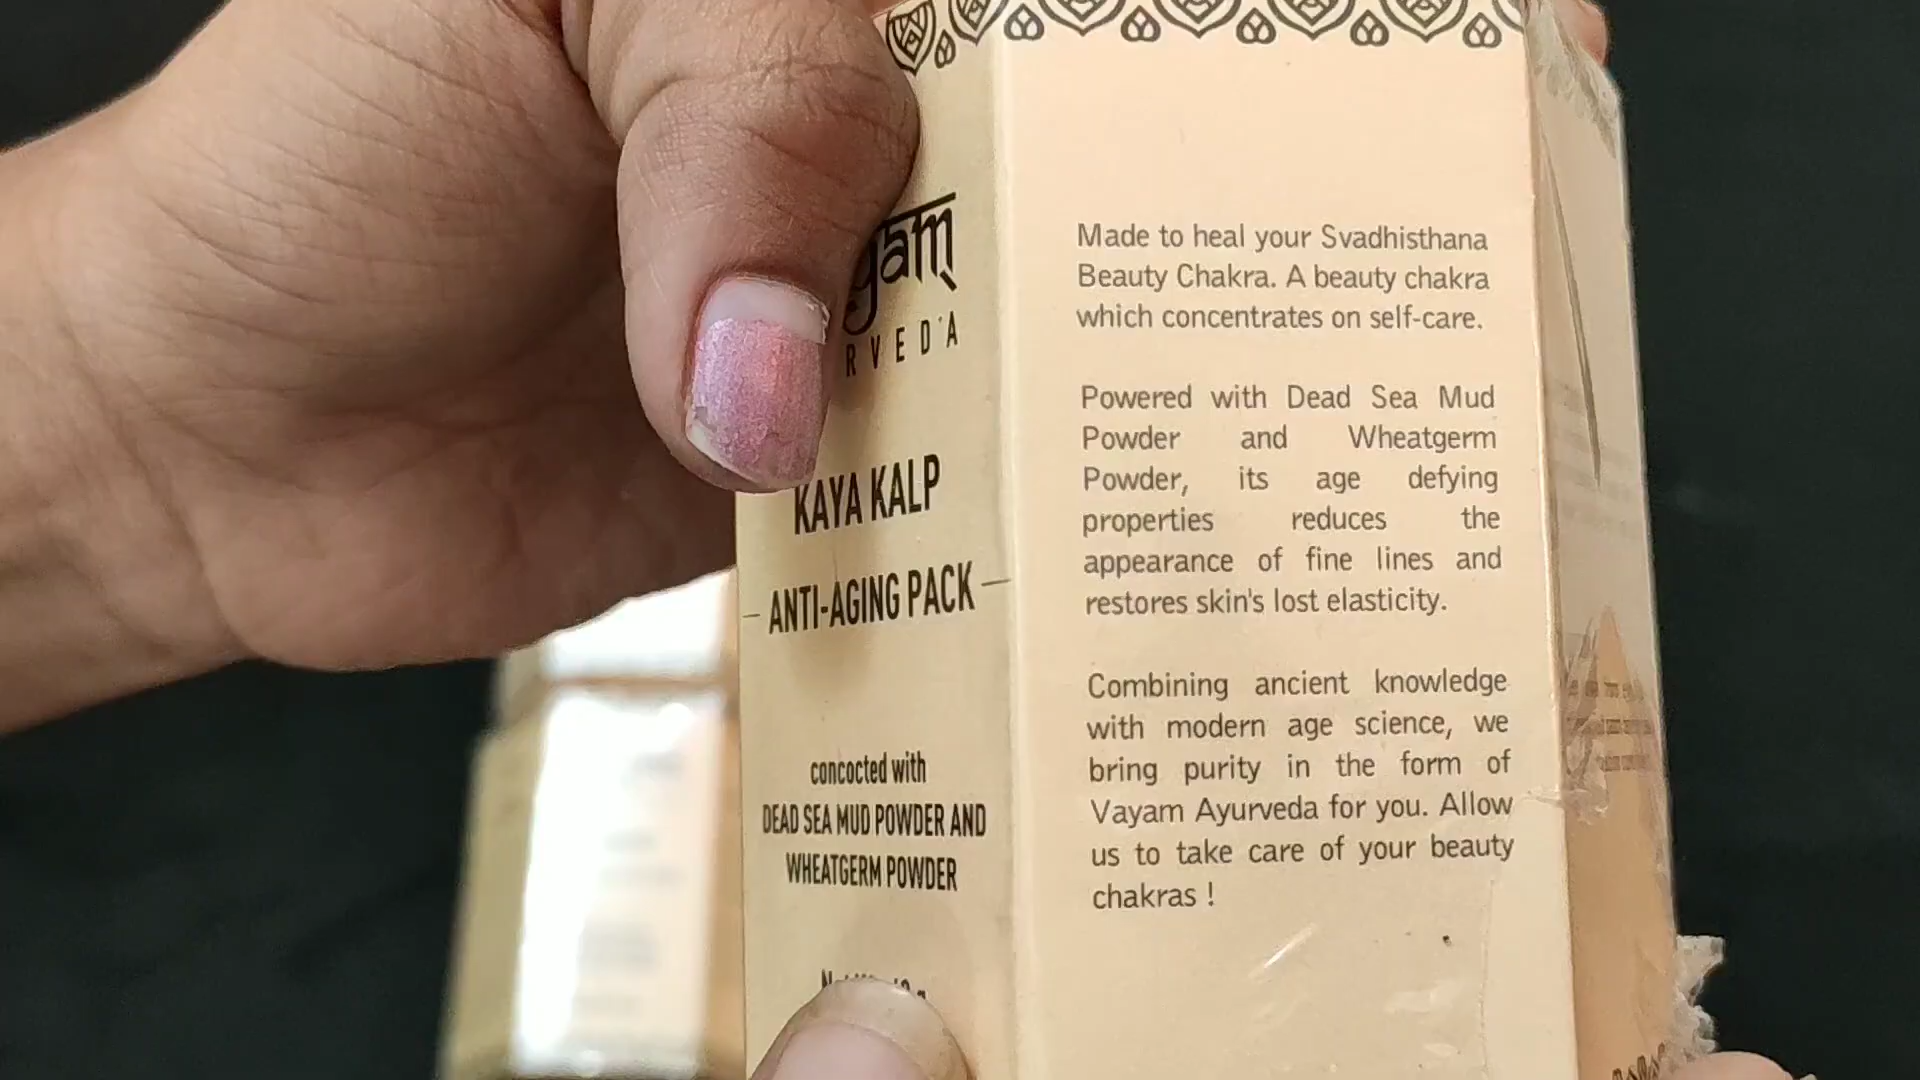 KAYA KALP
ANTI-AGING PACK
concocted with
DEAD SEA MUD POWDER AND
WHEATGERM POWDER
Made to heal your Svadhisthana
Beauty Chakra. A beauty chakra
which concentrates on self-care.
Powered with Dead Sea Mud
Powder and Wheatgerm
Powder, its age defying
properties reduces the
appearance of fine lines and
restores skin's lost elasticity.
Combining ancient knowledge
with modern age science, we
bring purity in the form of
Vayam Ayurveda for you. Allow
us to take care of your beauty
chakras !